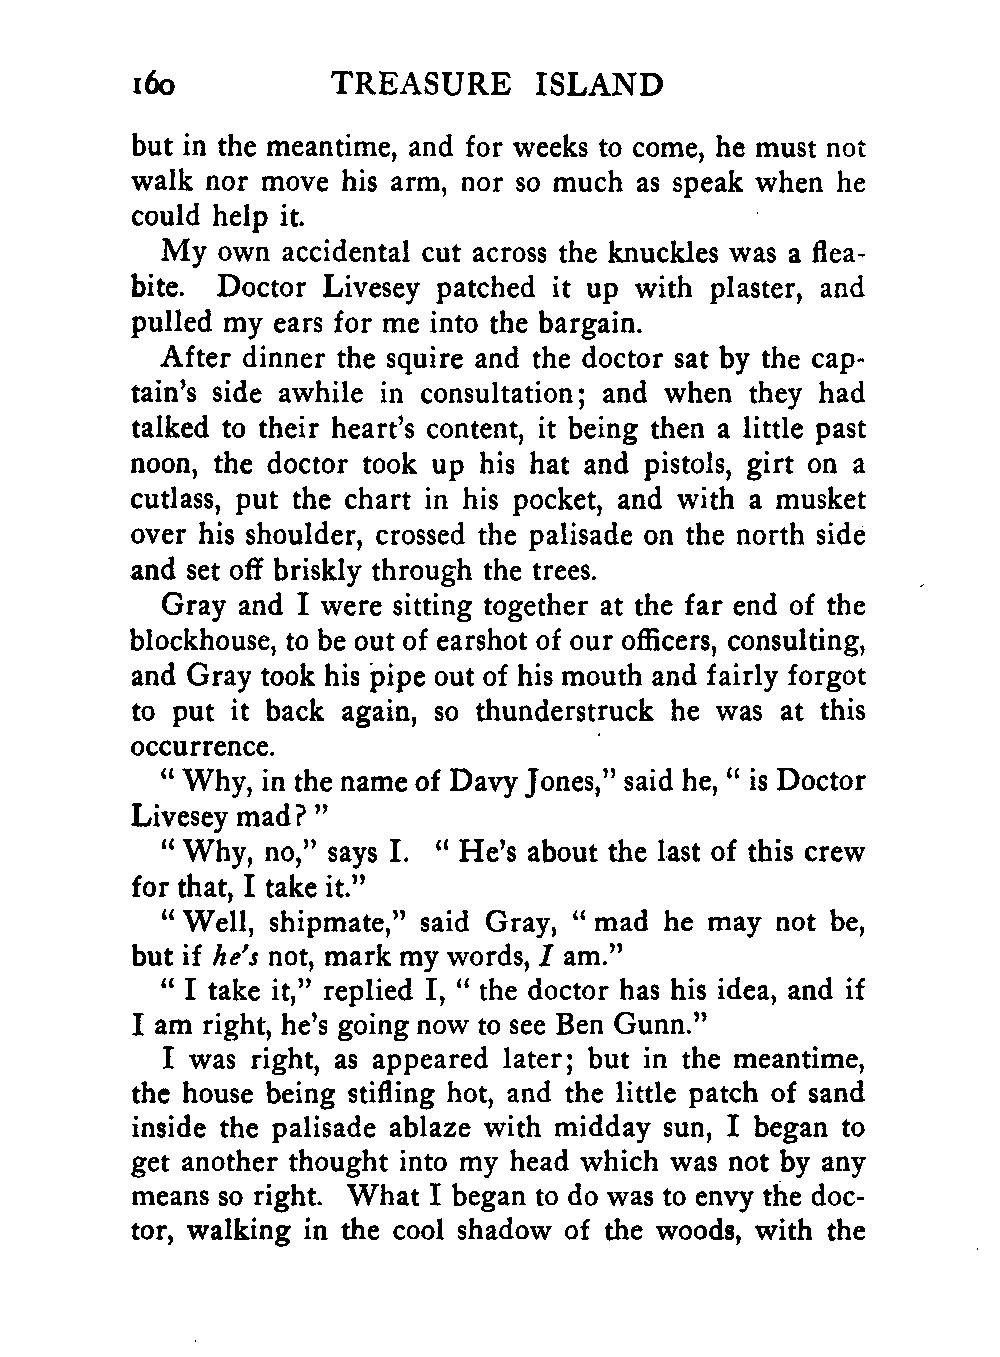 160 TREASURE ISLAND
but in the meantime, and for weeks to come, he must not
walk nor move his arm, nor so much as speak when he
could help it.
My own accidental cut across the knuckles was a flea-
bite. Doctor Livesey patched it up with plaster, and
pulled my ears for me into the bargain.
After dinner the squire and the doctor sat by the cap-
tain's side awhile in consultation; and when they had
talked to their heart's content, it being then a little past
noon, the doctor took up his hat and pistols, girt on a
cutlass, put the chart in his pocket, and with a musket
over his shoulder, crossed the palisade on the north side
and set off briskly through the trees.
Gray and I were sitting together at the far end of the
blockhouse, to be out of earshot of our officers, consulting,
and Gray took his pipe out of his mouth and fairly forgot
to put it back again, so thunderstruck he was at this
occurrence.
"Why, in the name of Davy Jones," said he, "is Doctor
Livesey mad?"
"Why, no," says I. "He's about the last of this crew
for that, I take it."
"Well, shipmate," said Gray, "mad he may not be,
but if he's not, mark my words, I am."
"I take it," replied I, "the doctor has his idea, and if
I am right, he's going now to see Ben Gunn."
I was right, as appeared later; but in the meantime,
the house being stifling hot, and the little patch of sand
inside the palisade ablaze with midday sun, I began to
get another thought into my head which was not by any
means so right. What I began to do was to envy the doc-
tor, walking in the cool shadow of the woods, with the